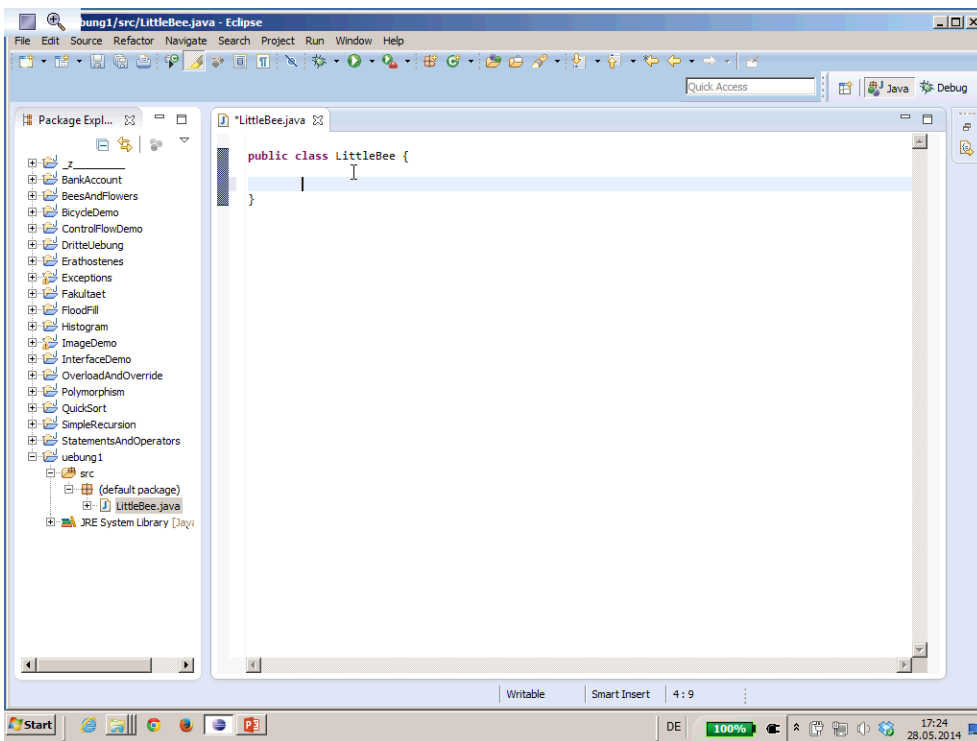 bung1/src/LittleBee.java - Eclipse
File Edit Source Refactor Navigate Search Project Run Window Help
Quick Access
Java
Debug
Package Expl...
*LittleBee.java
_z_________
BankAccount
BeesAndFlowers
BicycleDemo
ControlFlowDemo
DritteUebung
Erathostenes
Exceptions
Fakultaet
FloodFill
Histogram
ImageDemo
InterfaceDemo
OverloadAndOverride
Polymorphism
QuickSort
SimpleRecursion
StatementsAndOperators
uebung1
src
(default package)
LittleBee.java
JRE System Library [Java
public class LittleBee {
}
Writable
Smart Insert
4 : 9
Start
DE
100%
17:24
28.05.2014